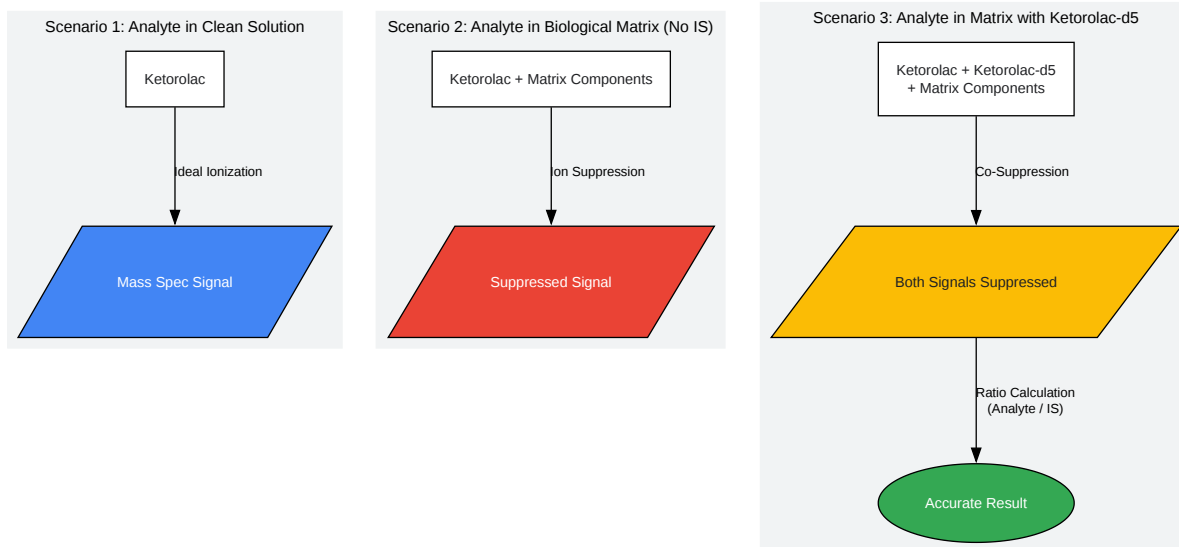 Scenario 1: Analyte in Clean Solution
Ketorolac
Ideal Ionization
Mass Spec Signal
Scenario 2: Analyte in Biological Matrix (No IS)
Ketorolac + Matrix Components
Ion Suppression
Suppressed Signal
Scenario 3: Analyte in Matrix with Ketorolac-d5
Ketorolac + Ketorolac-d5
+ Matrix Components
Co-Suppression
Both Signals Suppressed
Ratio Calculation
(Analyte / IS)
Accurate Result